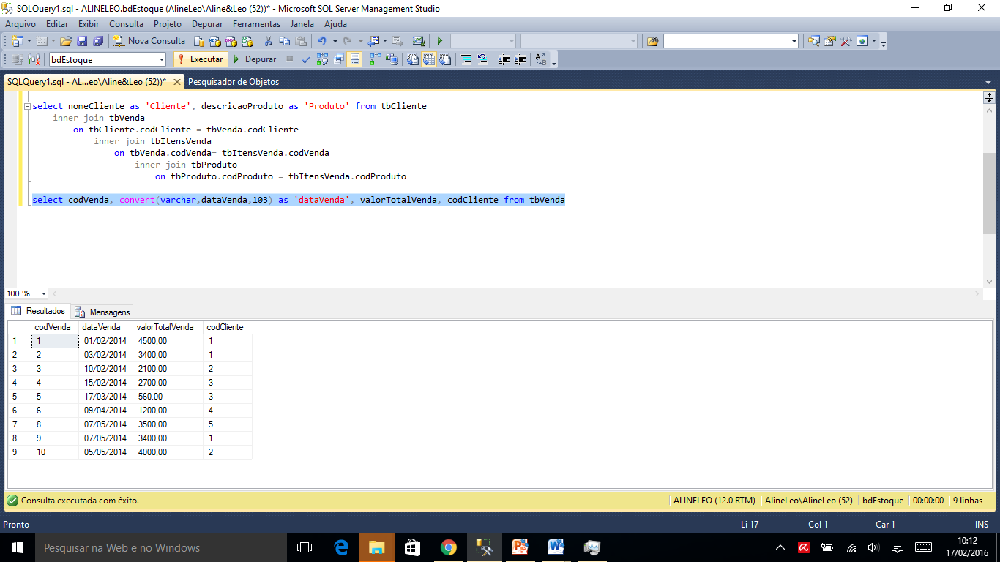 SQLQuery1.sql - ALINELEO.bdEstoque (AlineLeo\Aline&Leo (52))* - Microsoft SQL Server Management Studio
Arquivo Editar Exibir Consulta Projeto Depurar Ferramentas Janela Ajuda
Nova Consulta
bdEstoque Executar Depurar
SQLQuery1.sql - AL...eo\Aline&Leo (52))* Pesquisador de Objetos
select nomeCliente as 'Cliente', descricaoProduto as 'Produto' from tbCliente
inner join tbVenda
on tbCliente.codCliente = tbVenda.codCliente
inner join tbItensVenda
on tbVenda.codVenda= tbItensVenda.codVenda
inner join tbProduto
on tbProduto.codProduto = tbItensVenda.codProduto
select codVenda, convert(varchar,dataVenda,103) as 'dataVenda', valorTotalVenda, codCliente from tbVenda
100 %
Resultados Mensagens
codVenda dataVenda valorTotalVenda codCliente
1 1 01/02/2014 4500,00 1
2 2 03/02/2014 3400,00 1
3 3 10/02/2014 2100,00 2
4 4 15/02/2014 2700,00 3
5 5 17/03/2014 560,00 3
6 6 09/04/2014 1200,00 4
7 8 07/05/2014 3500,00 5
8 9 07/05/2014 3400,00 1
9 10 05/05/2014 4000,00 2
Consulta executada com êxito. ALINELEO (12.0 RTM) AlineLeo\AlineLeo (52) bdEstoque 00:00:00 9 linhas
Pronto Li 17 Col 1 Car 1 INS
Pesquisar na Web e no Windows
10:12
17/02/2016